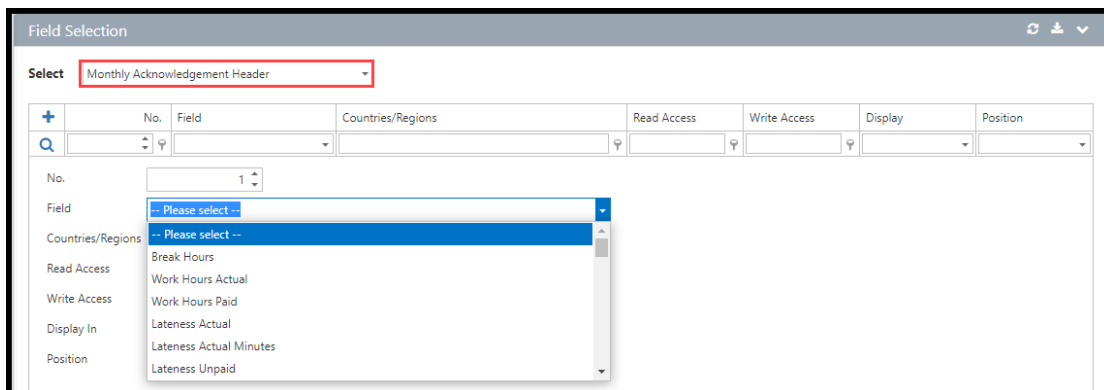 Field Selection
Select Monthly Acknowledgement Header
No. Field Countries/Regions Read Access Write Access Display Position
No. 1
Field -- Please select --
Countries/Regions -- Please select --
Break Hours
Read Access
Work Hours Actual
Write Access Work Hours Paid
Display In Lateness Actual
Lateness Actual Minutes
Position
Lateness Unpaid